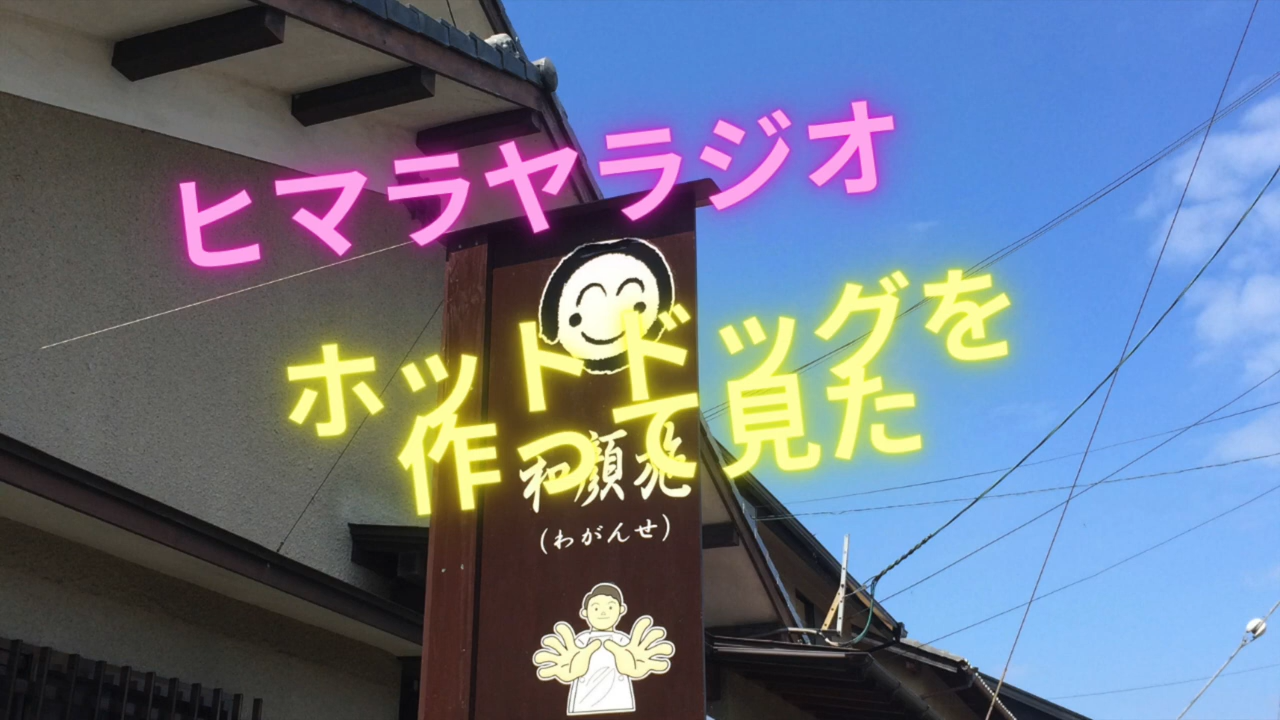 ヒマラヤラジオ
ホットドッグを
作って見た
和顔施
(わがんせ)